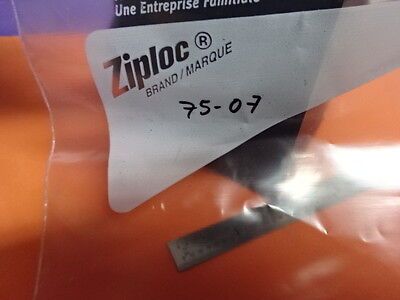 Une Entreprise Familiale
Ziploc®
BRAND/MARQUE
75-07